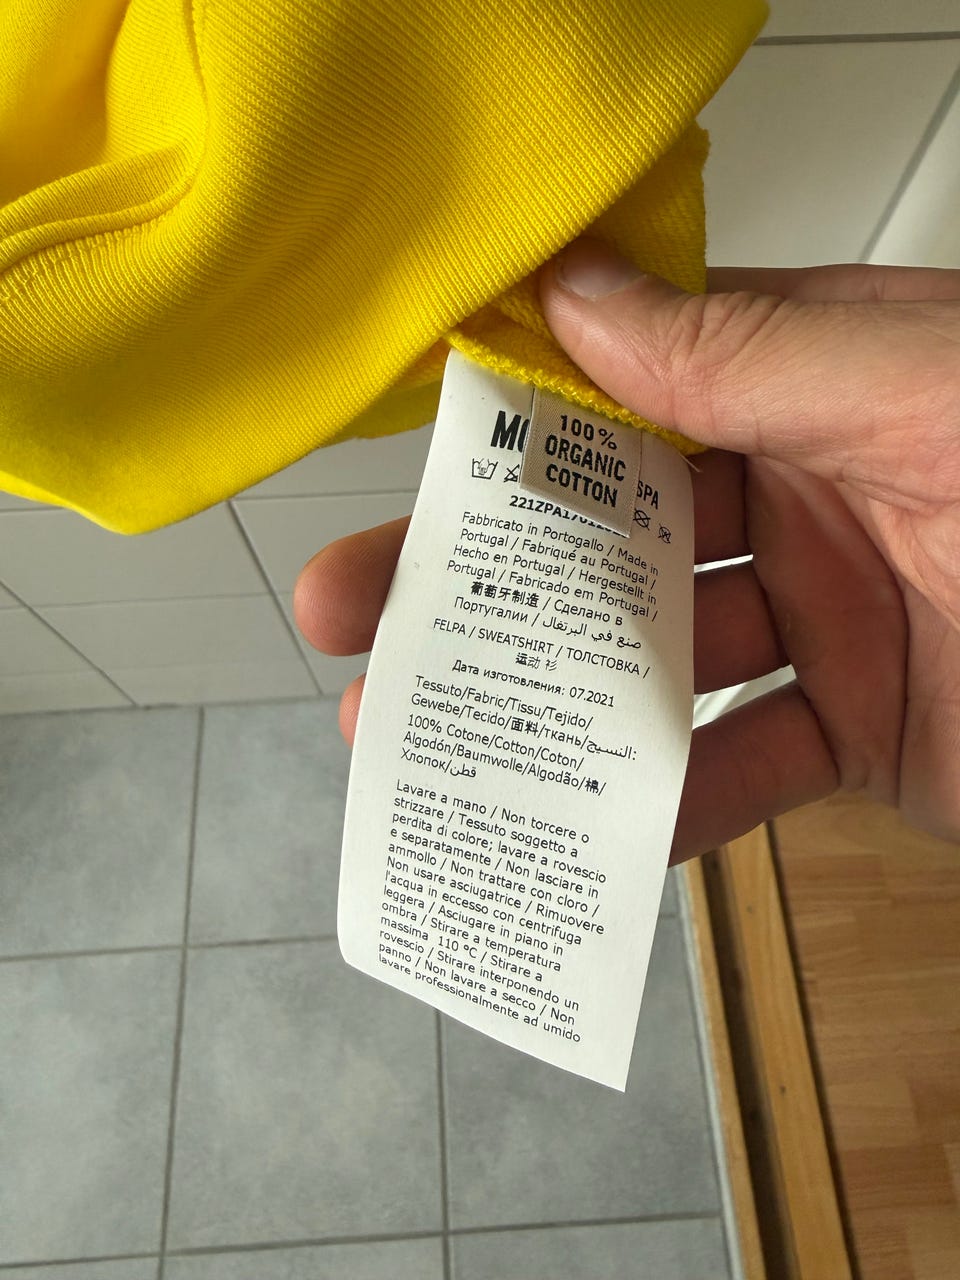 100%
ORGANIC
COTTON
SPA
Fabbricato in Portogallo / Made in
Portugal / Fabriqué au Portugal /
Hecho en Portugal / Hergestellt in
Portugal / Fabricado em Portugal /
葡萄牙制造 / Сделано в
Португалии / صنع في البرتغال
FELPA / SWEATSHIRT / ТОЛСТОВКА /
运动 衫
Дата изготовления: 07.2021
Tessuto/Fabric/Tissu/Tejido/
Gewebe/Tecido/面料/ткань/النسيج:
100% Cotone/Cotton/Coton/
Algodón/Baumwolle/Algodão/棉/
Хлопок/قطن
Lavare a mano / Non torcere o
strizzare / Tessuto soggetto a
perdita di colore; lavare a rovescio
e separatamente / Non lasciare in
ammollo / Non trattare con cloro /
Non usare asciugatrice / Rimuovere
l'acqua in eccesso con centrifuga
leggera / Asciugare in piano in
ombra / Stirare a temperatura
massima 110 °C / Stirare a
rovescio / Stirare interponendo un
panno / Non lavare a secco / Non
lavare professionalmente ad umido